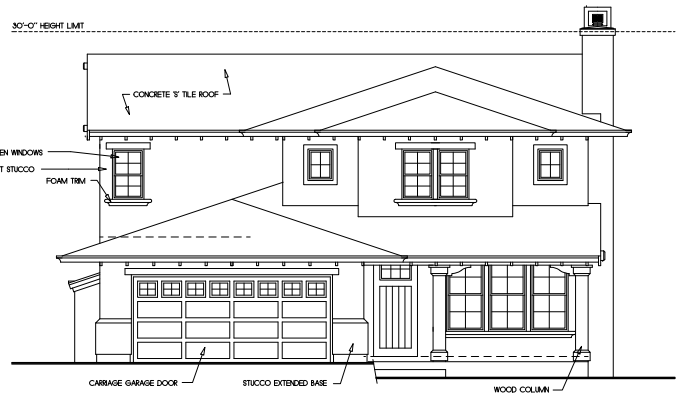 30'-0" HEIGHT LIMIT
CONCRETE 'S' TILE ROOF
EN WINDOWS
T STUCCO
FOAM TRIM
CARRIAGE GARAGE DOOR
STUCCO EXTENDED BASE
WOOD COLUMN